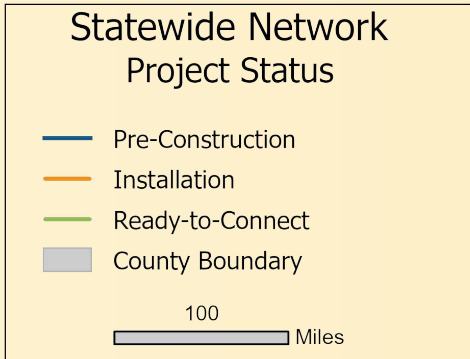 Statewide Network
Project Status
Pre-Construction
Installation
Ready-to-Connect
County Boundary
100
Miles